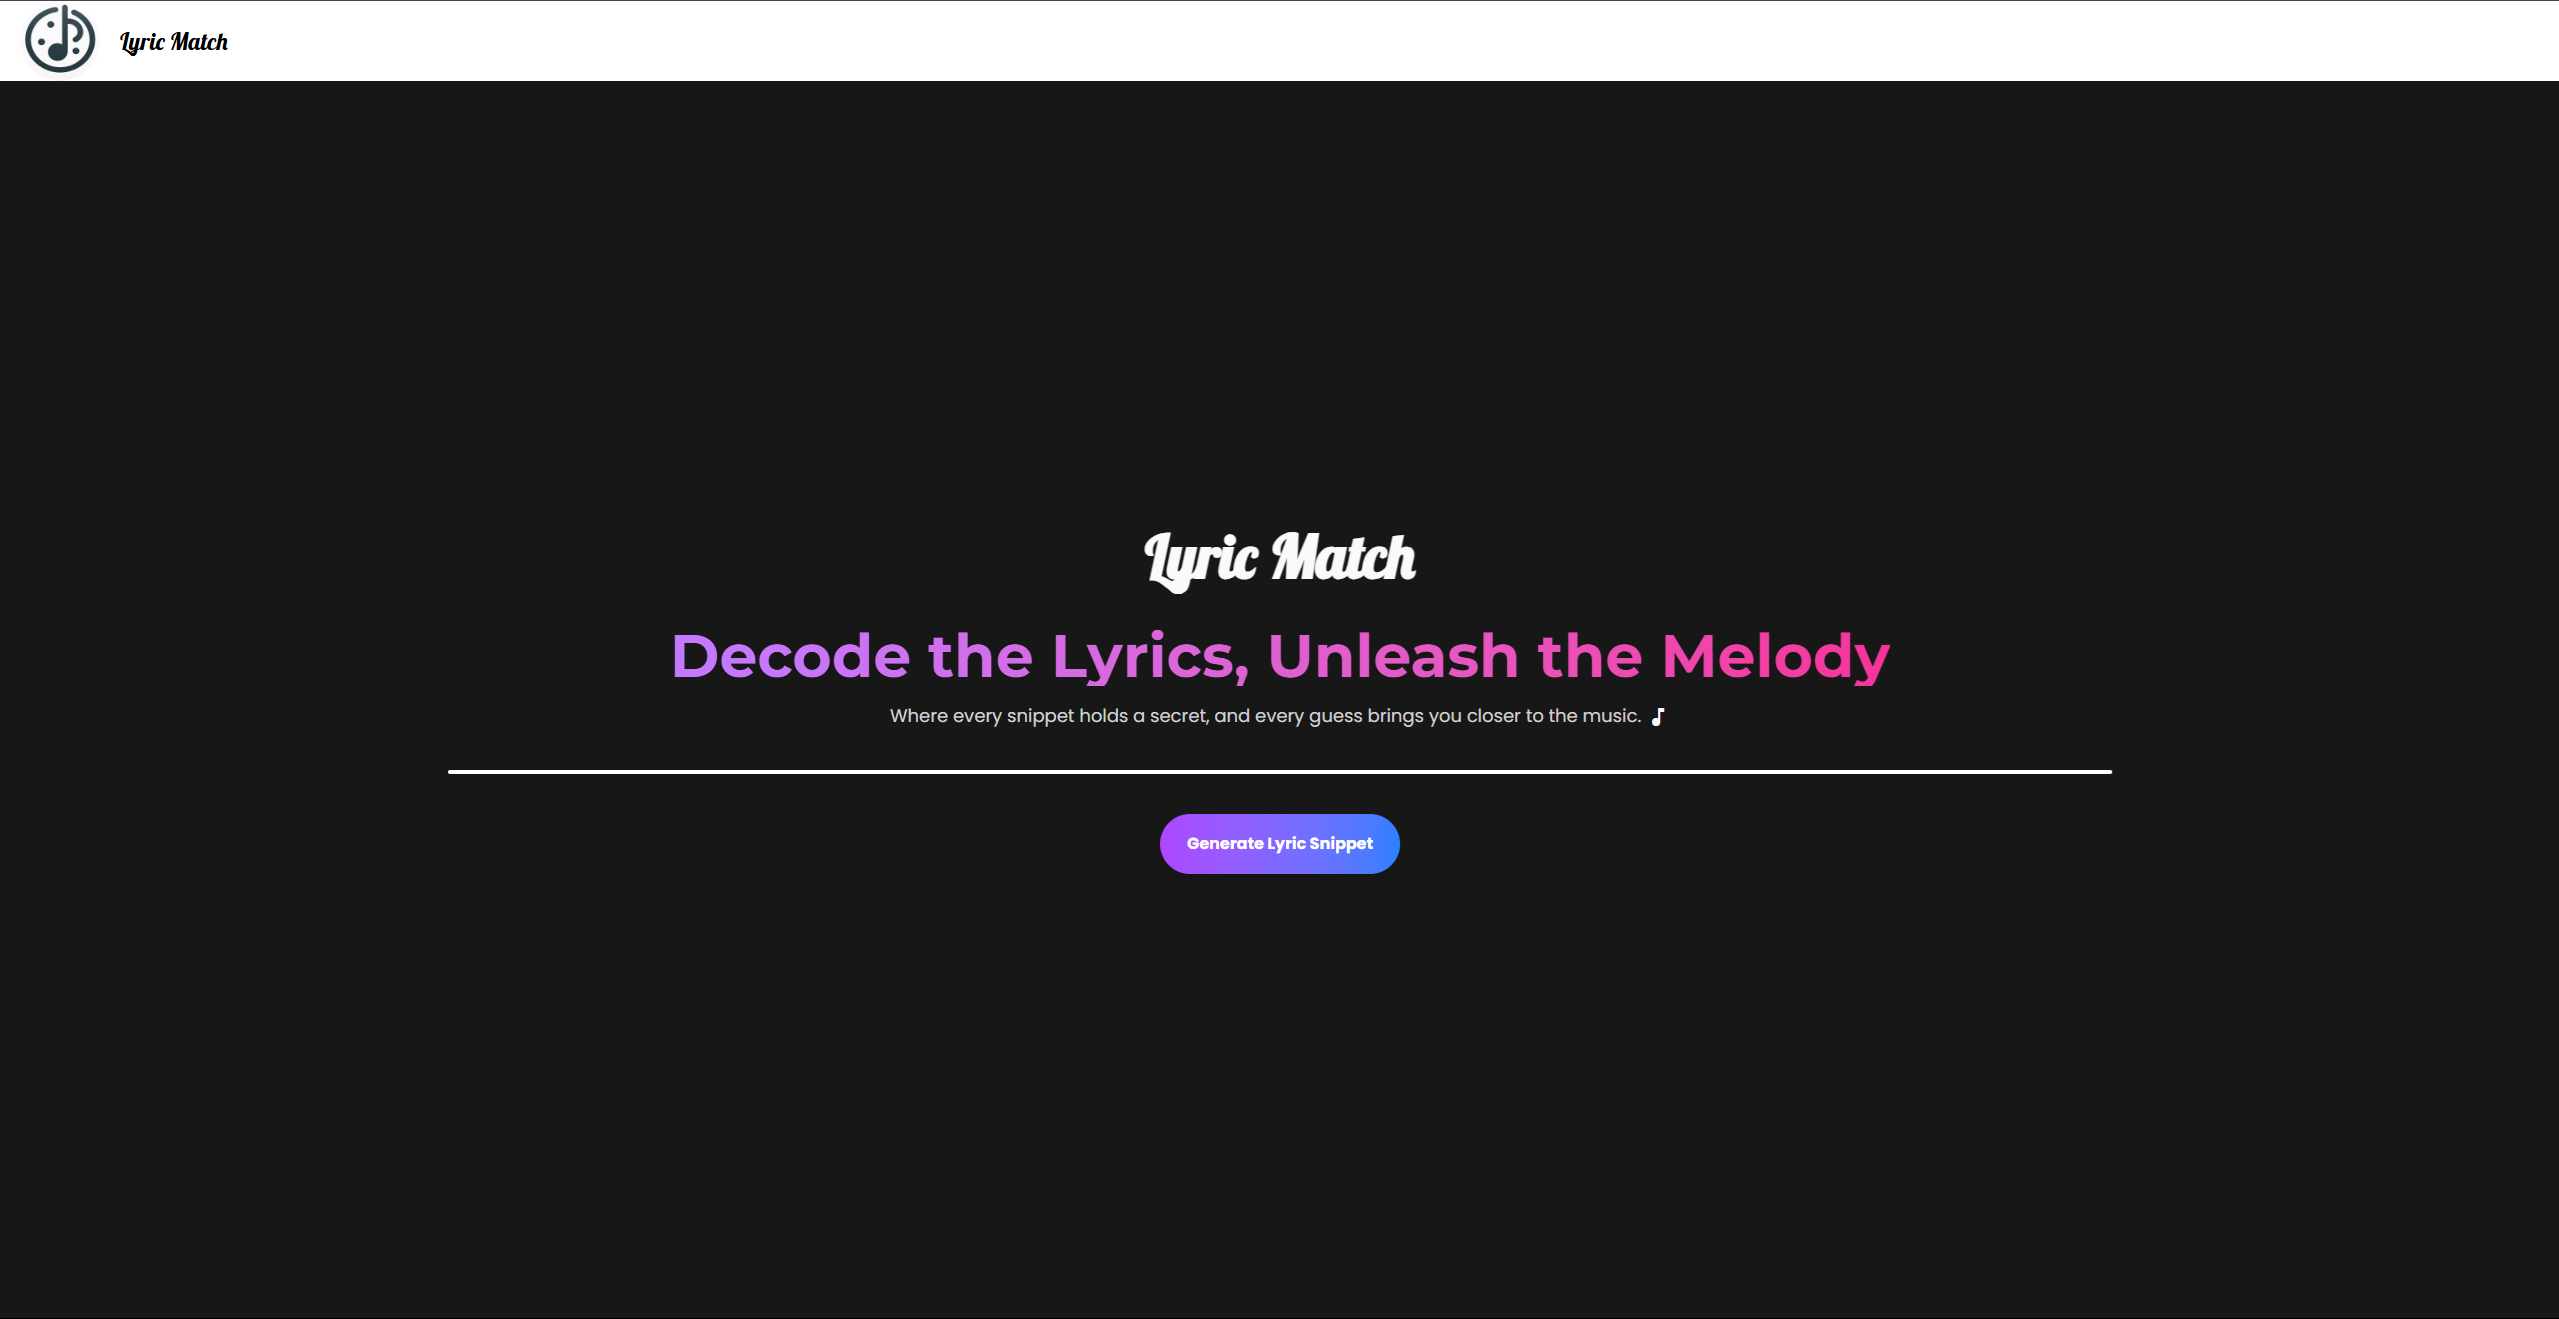 Lyric Match
Lyric Match
Decode the Lyrics, Unleash the Melody
Where every snippet holds a secret, and every guess brings you closer to the music.
Generate Lyric Snippet